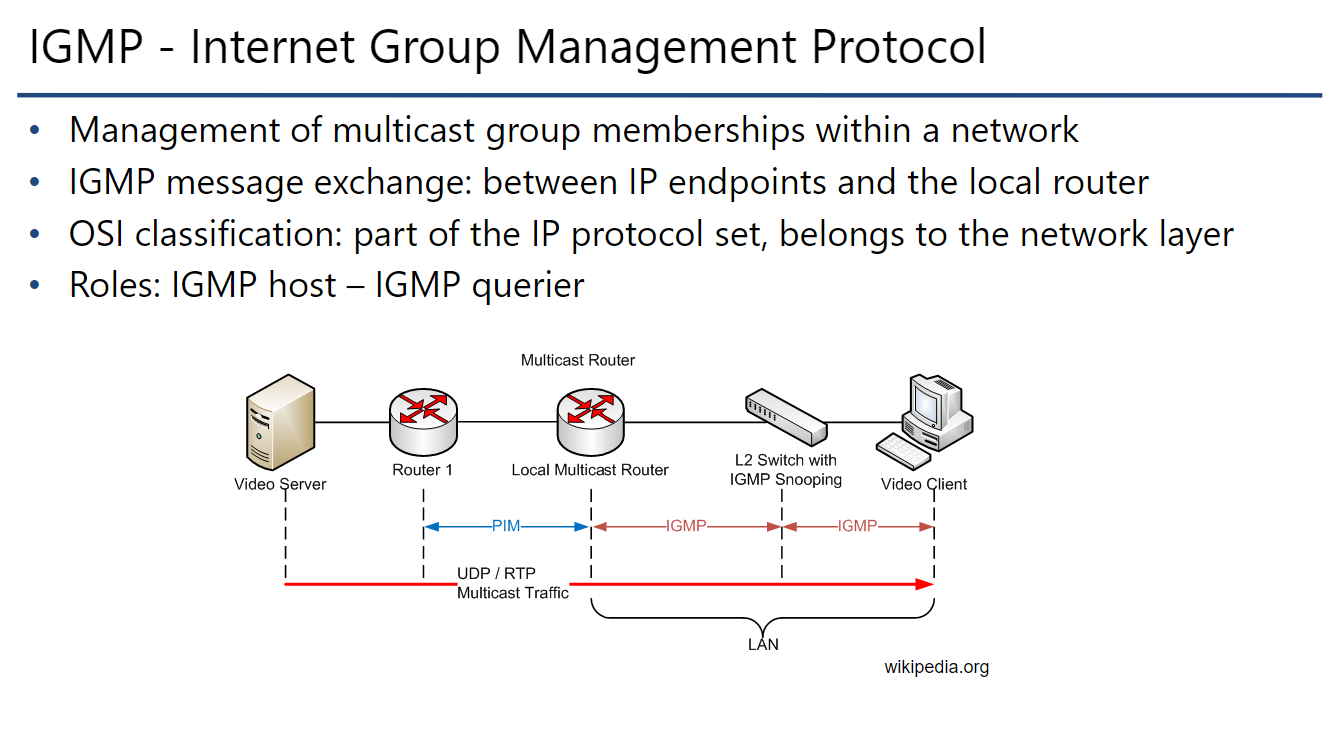 IGMP - Internet Group Management Protocol
• Management of multicast group memberships within a network
• IGMP message exchange: between IP endpoints and the local router
• OSI classification: part of the IP protocol set, belongs to the network layer
• Roles: IGMP host – IGMP querier
Multicast Router
Video Server
Router 1
Local Multicast Router
L2 Switch with
IGMP Snooping
Video Client
PIM
IGMP
IGMP
UDP / RTP
Multicast Traffic
LAN
wikipedia.org